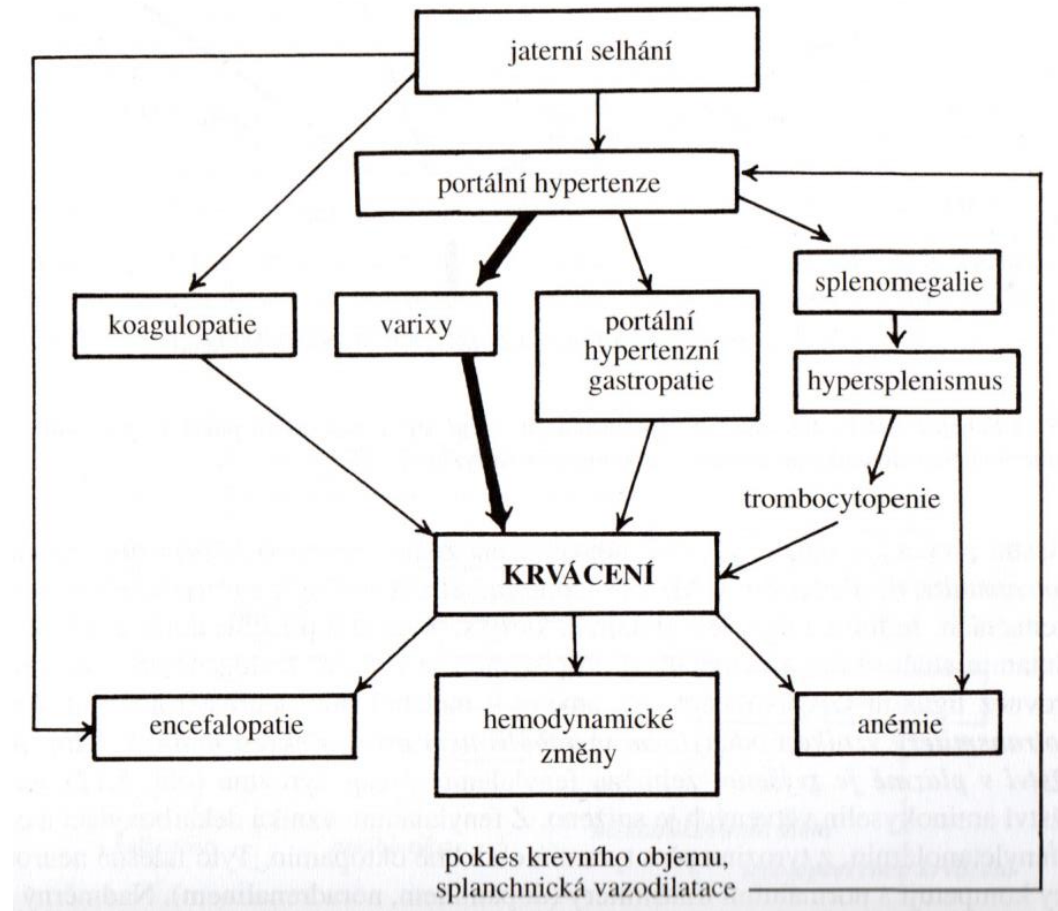 jaterní selhání
portální hypertenze
koagulopatie
varixy
portální
hypertenzní
gastropatie
splenomegalie
hypersplenismus
trombocytopenie
KRVÁCENÍ
encefalopatie
hemodynamické
změny
anémie
pokles krevního objemu,
splanchnická vazodilatace